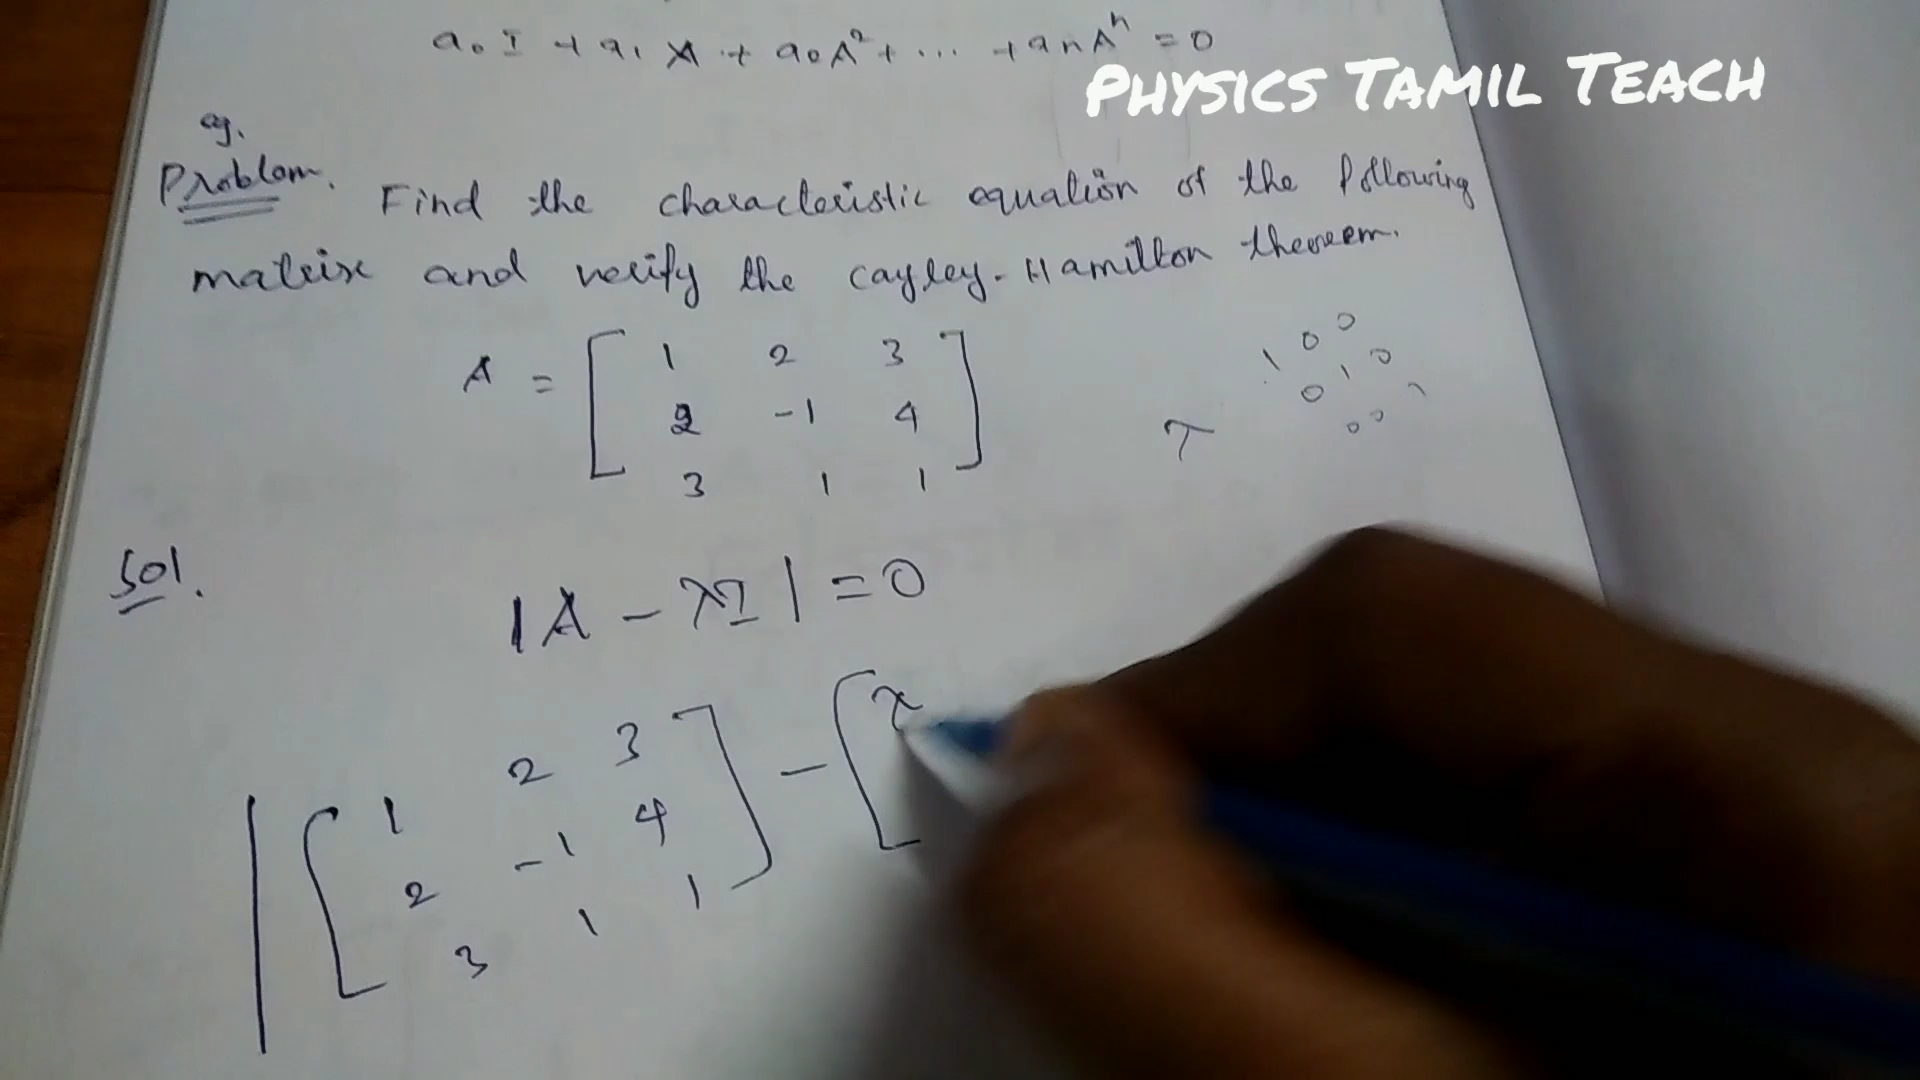 a₀I + a₁A + a₀A² + ... + aₙAʰ = 0
PHYSICS TAMIL TEACH
eg.
Problem. Find the characteristic equation of the following
matrix and verify the cayley-Hamilton theorem.
A = [ 1 2 3
2 -1 4
3 1 1 ]
1 0 0
0 1 0
0 0 1
λ
Sol.
|A - λI| = 0
| [ 1 2 3
2 -1 4
3 1 1 ] - [ λ